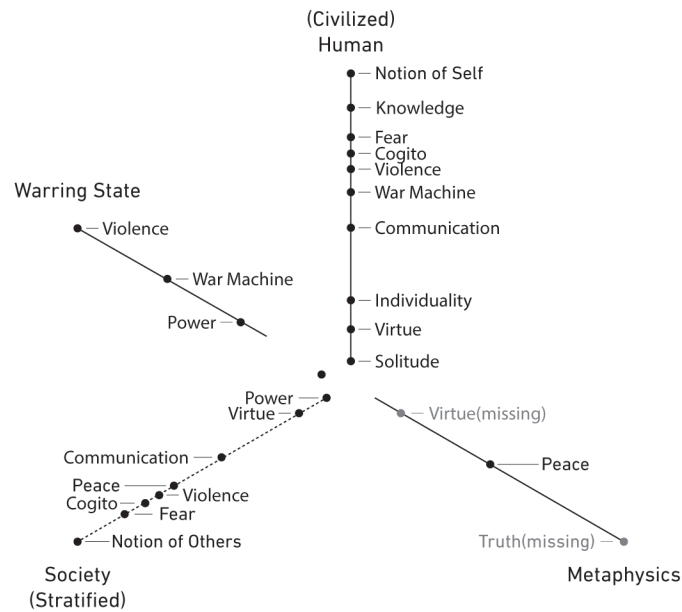 (Civilized)
Human
Notion of Self
Knowledge
Fear
Cogito
Violence
War Machine
Communication
Individuality
Virtue
Solitude
Warring State
Violence
War Machine
Power
Power
Virtue
Communication
Peace
Violence
Cogito
Fear
Notion of Others
Society
(Stratified)
Virtue(missing)
Peace
Truth(missing)
Metaphysics